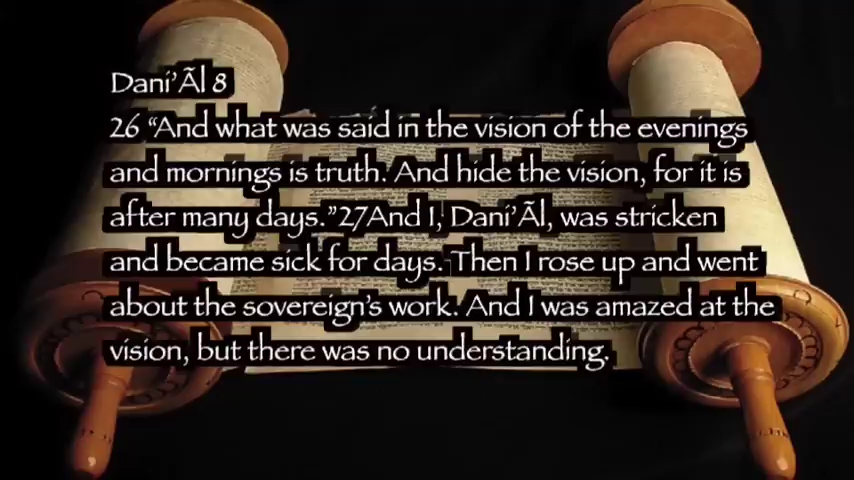 Dani’Ãl 8
26 “And what was said in the vision of the evenings
and mornings is truth. And hide the vision, for it is
after many days.”27And I, Dani’Ãl, was stricken
and became sick for days. Then I rose up and went
about the sovereign’s work. And I was amazed at the
vision, but there was no understanding.